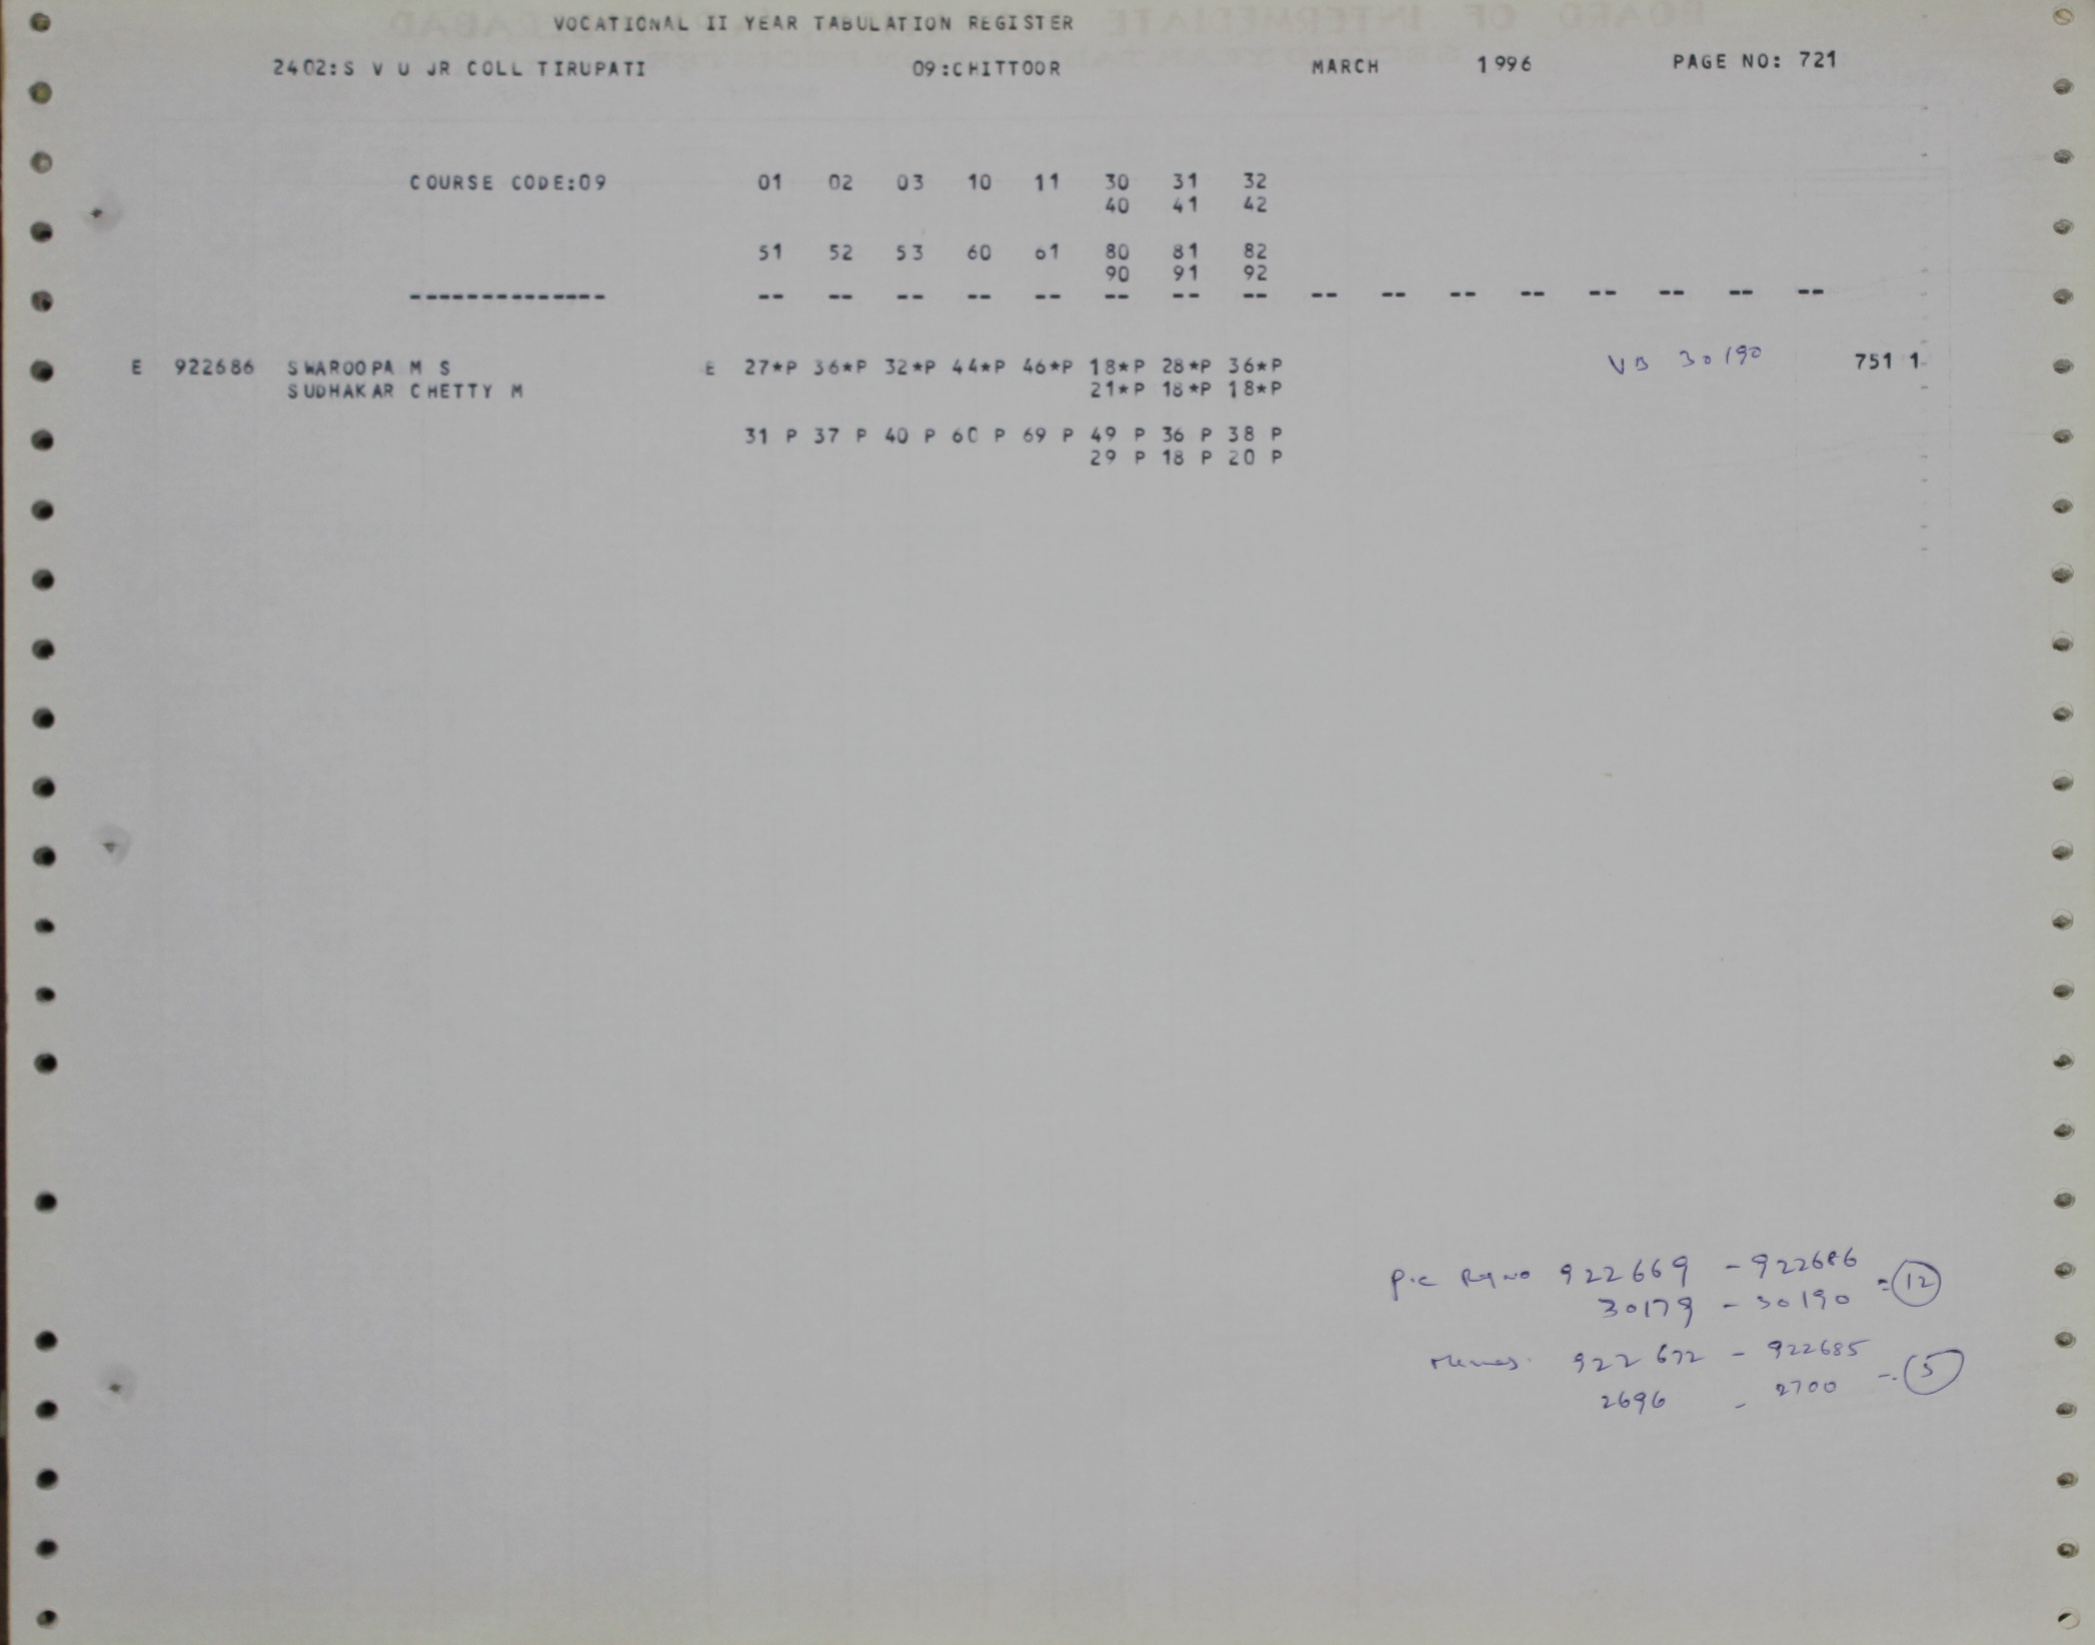 VOCATIONAL II YEAR TABULATION REGISTER
2402:S V U JR COLL TIRUPATI 09:CHITTOOR MARCH 1996 PAGE NO: 721
COURSE CODE:09 01 02 03 10 11 30 31 32
40 41 42
51 52 53 60 61 80 81 82
90 91 92
-------------- -- -- -- -- -- -- -- -- -- -- -- -- -- -- -- --
E 922686 SWAROOPA M S E 27*P 36*P 32*P 44*P 46*P 18*P 28*P 36*P VB 30190 751 1
SUDHAKAR CHETTY M 21*P 18*P 18*P
31 P 37 P 40 P 60 P 69 P 49 P 36 P 38 P
29 P 18 P 20 P
P.c Rg no 922669 - 922686
30179 - 30190 = 12
922672 - 922685
2696 - 2700 - 5